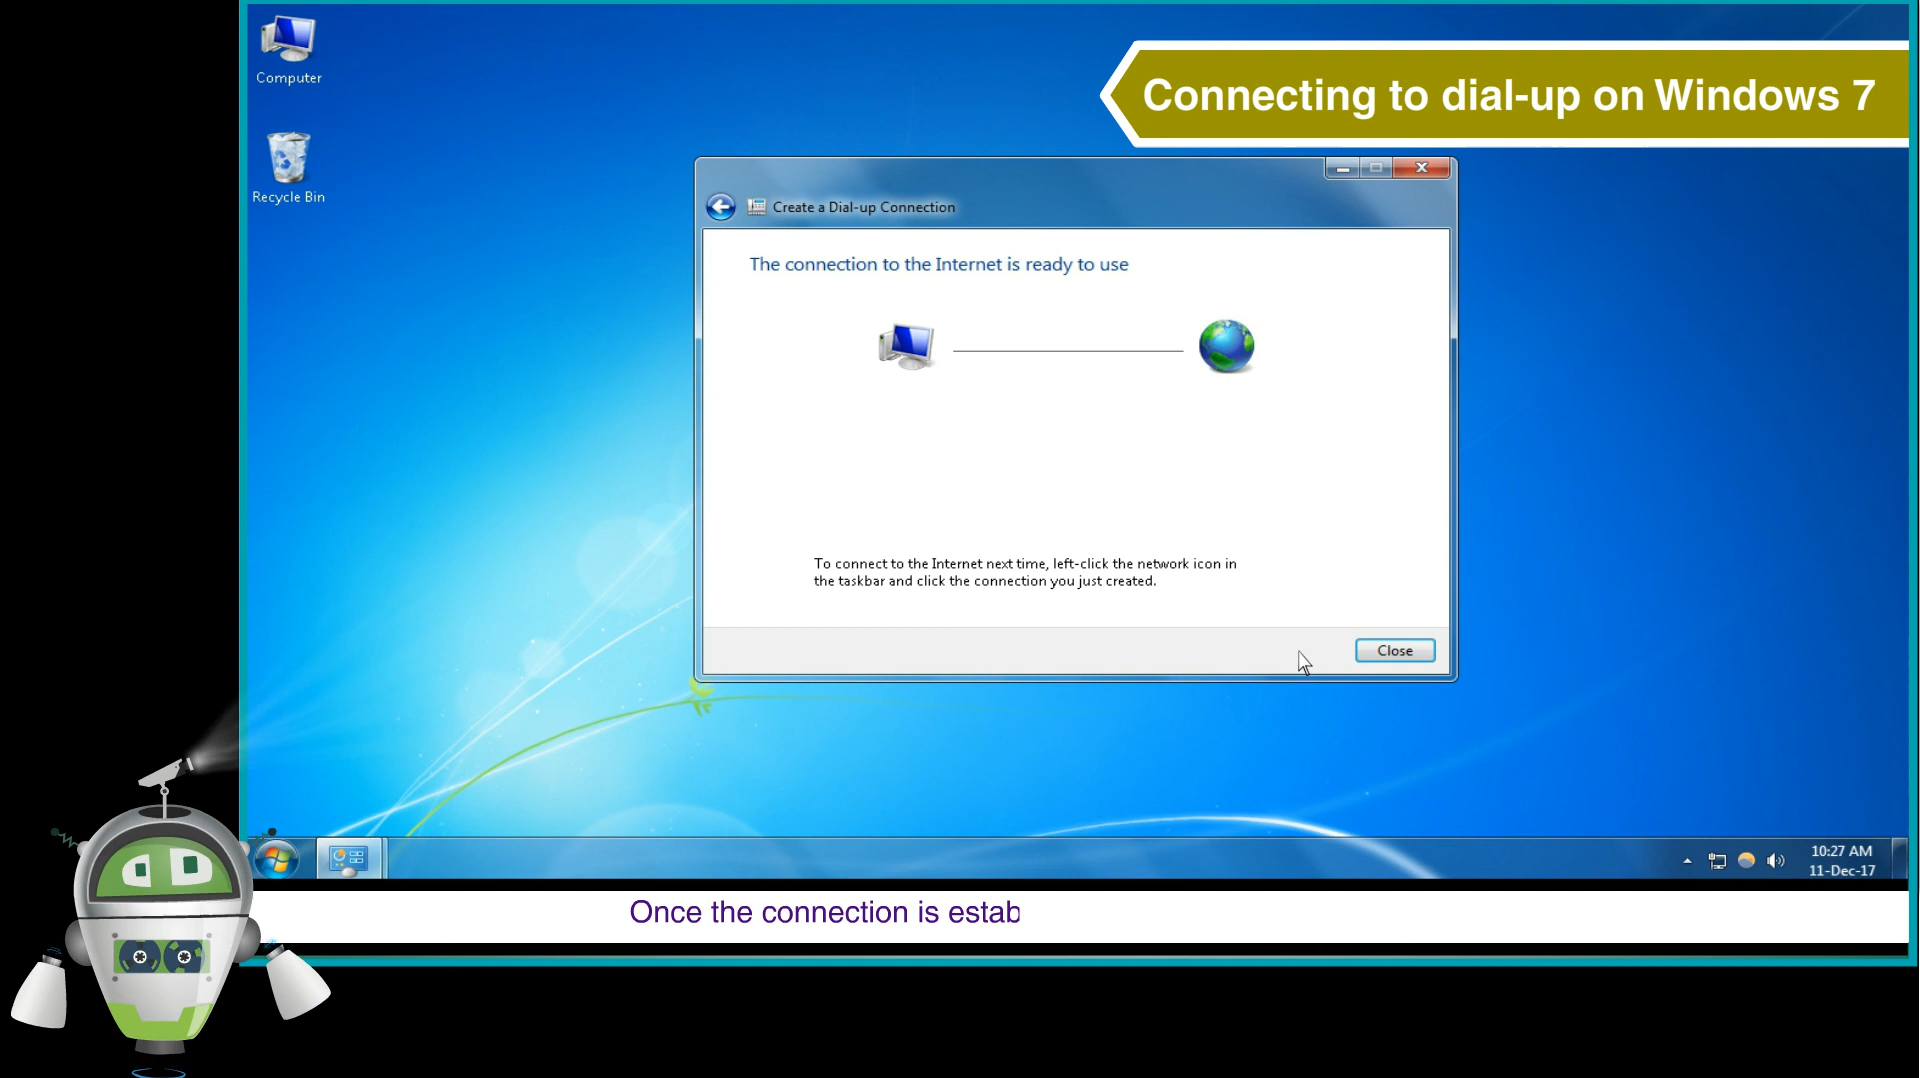 Computer
Recycle Bin
Connecting to dial-up on Windows 7
Create a Dial-up Connection
The connection to the Internet is ready to use
To connect to the Internet next time, left-click the network icon in
the taskbar and click the connection you just created.
Close
10:27 AM
11-Dec-17
Once the connection is estab